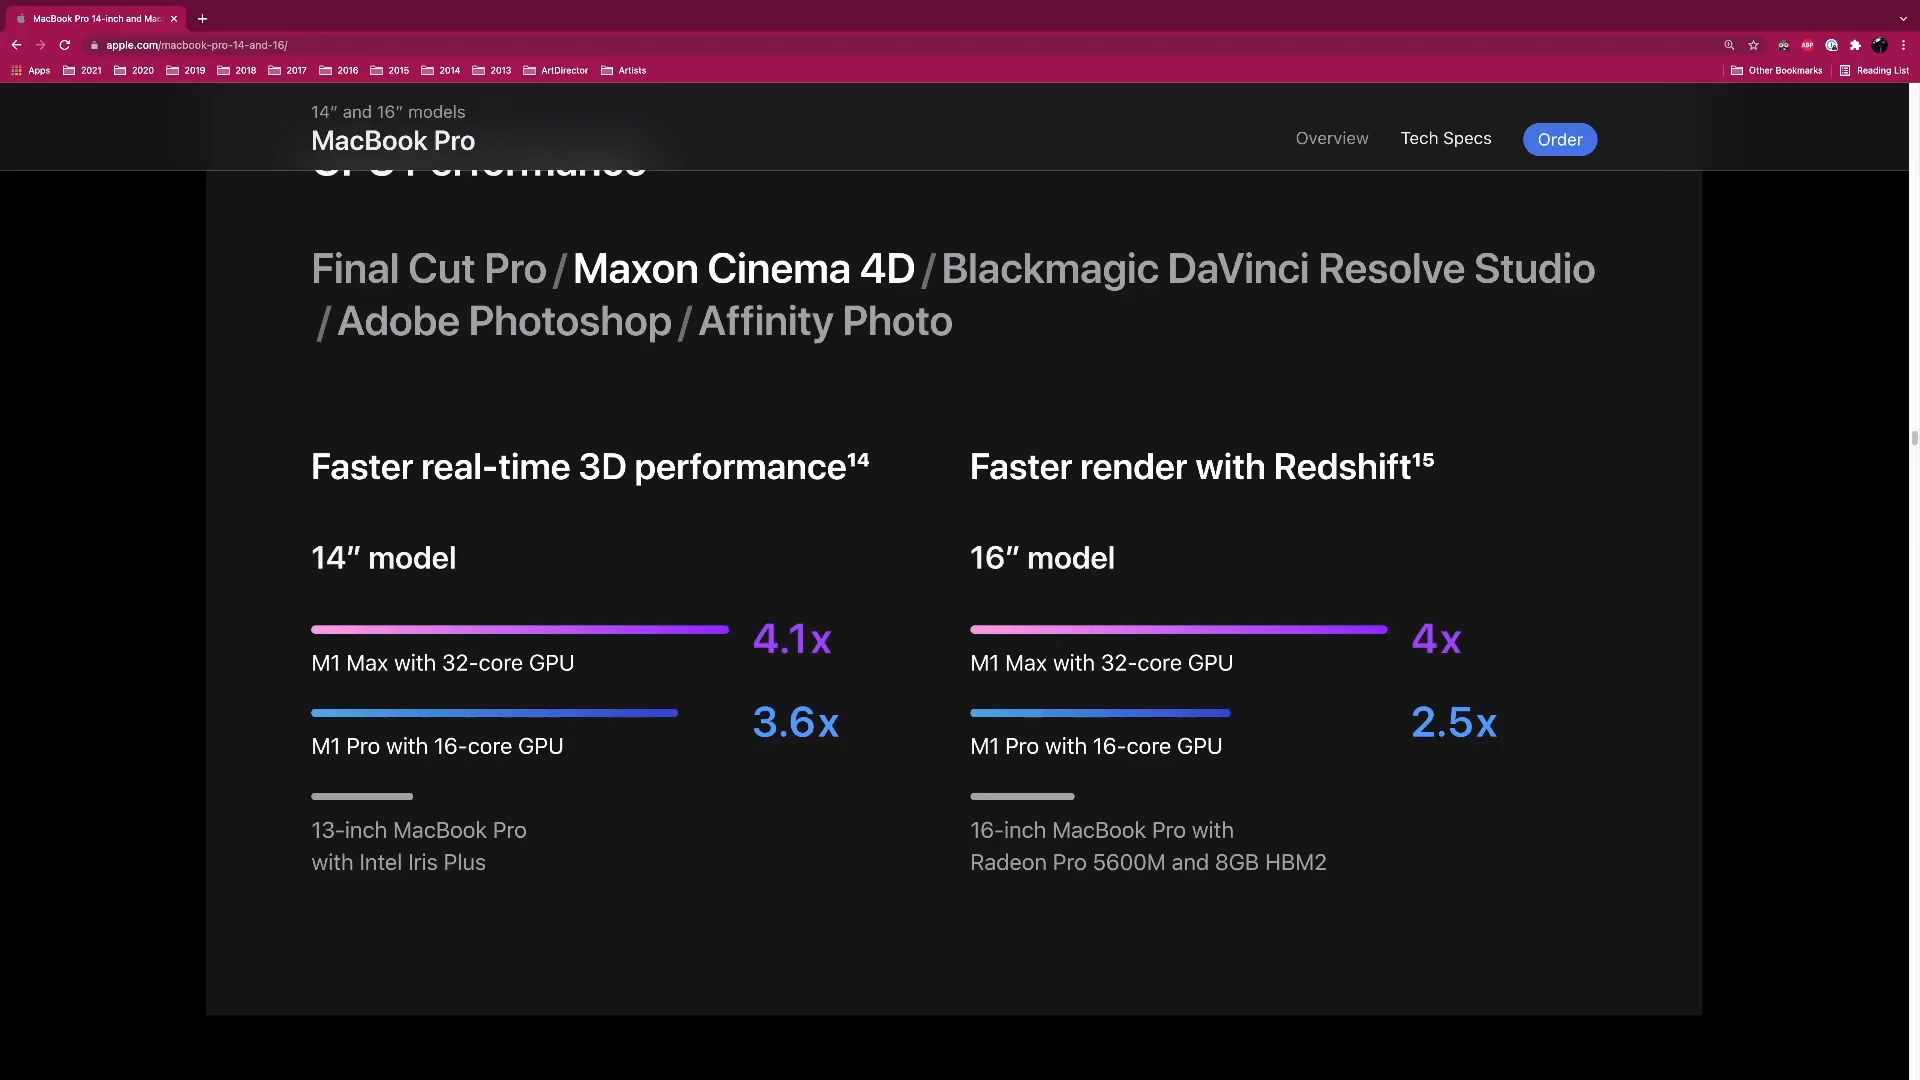 MacBook Pro 14-inch and Mac
apple.com/macbook-pro-14-and-16/
Apps 2021 2020 2019 2018 2017 2016 2015 2014 2013 ArtDirector Artists Other Bookmarks Reading List
14” and 16” models
MacBook Pro
Overview Tech Specs Order
GPU Performance
Final Cut Pro / Maxon Cinema 4D / Blackmagic DaVinci Resolve Studio
/ Adobe Photoshop / Affinity Photo
Faster real-time 3D performance¹⁴
14” model
4.1x
M1 Max with 32-core GPU
3.6x
M1 Pro with 16-core GPU
13-inch MacBook Pro
with Intel Iris Plus
Faster render with Redshift¹⁵
16” model
4x
M1 Max with 32-core GPU
2.5x
M1 Pro with 16-core GPU
16-inch MacBook Pro with
Radeon Pro 5600M and 8GB HBM2